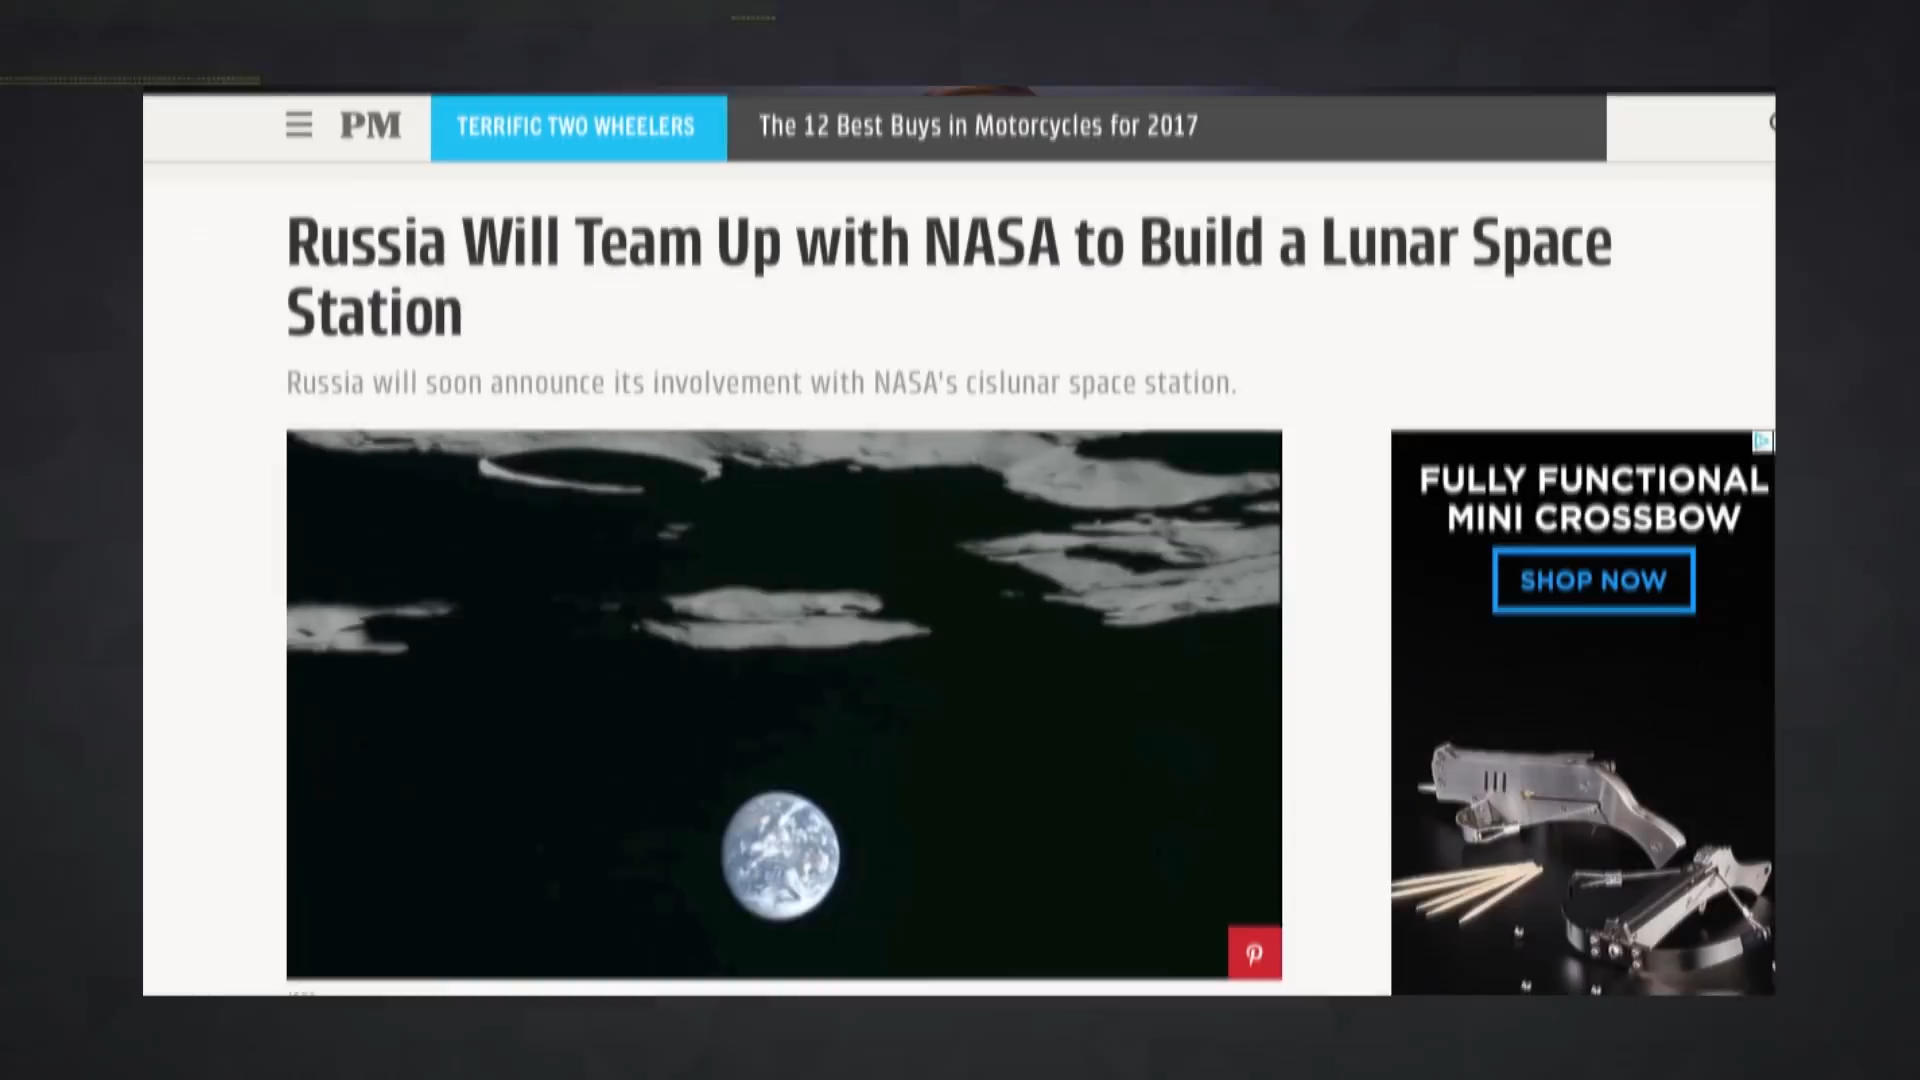 PM
TERRIFIC TWO WHEELERS
The 12 Best Buys in Motorcycles for 2017
Russia Will Team Up with NASA to Build a Lunar Space
Station
Russia will soon announce its involvement with NASA's cislunar space station.
FULLY FUNCTIONAL
MINI CROSSBOW
SHOP NOW